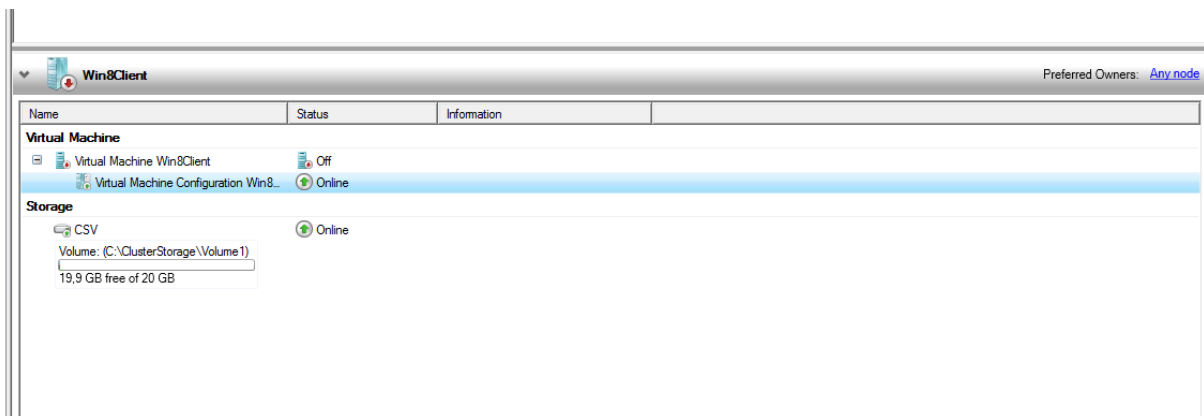 Win8Client Preferred Owners: Any node
Name Status Information
Virtual Machine
Virtual Machine Win8Client Off
Virtual Machine Configuration Win8... Online
Storage
CSV Online
Volume: (C:\ClusterStorage\Volume1)
19,9 GB free of 20 GB